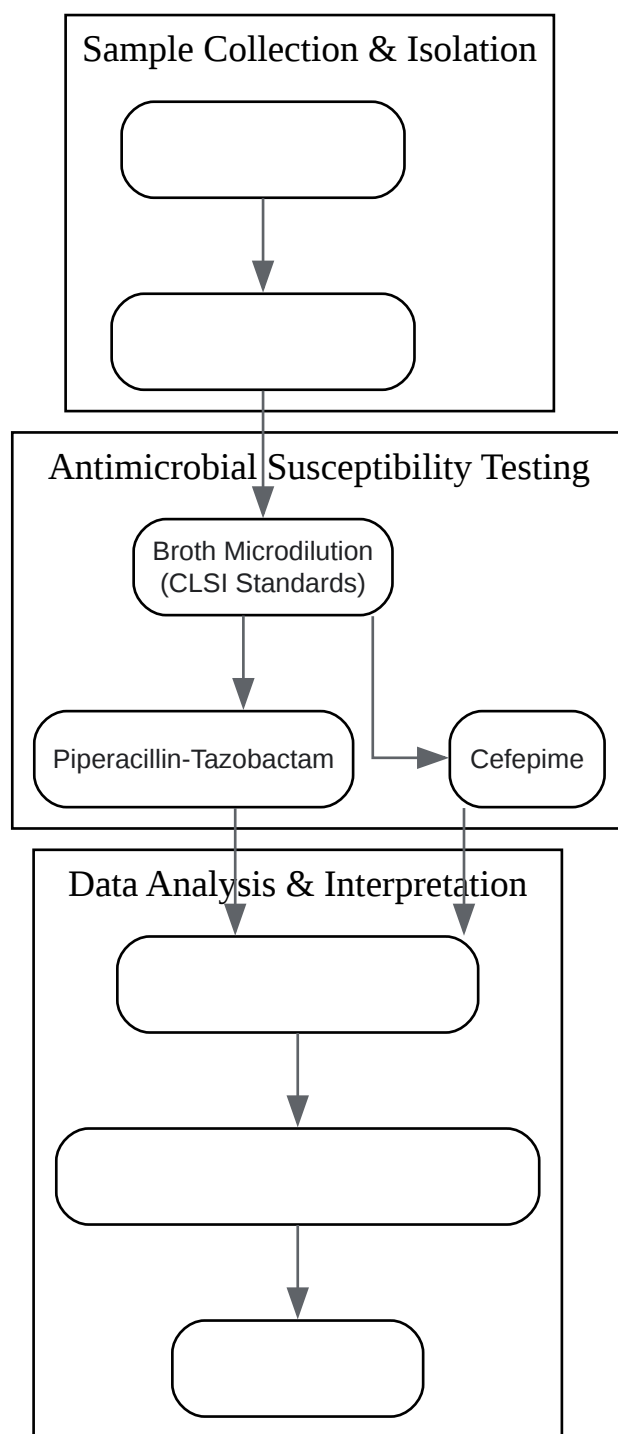 Sample Collection & Isolation
Antimicrobial Susceptibility Testing
Broth Microdilution
(CLSI Standards)
Piperacillin-Tazobactam
Cefepime
Data Analysis & Interpretation